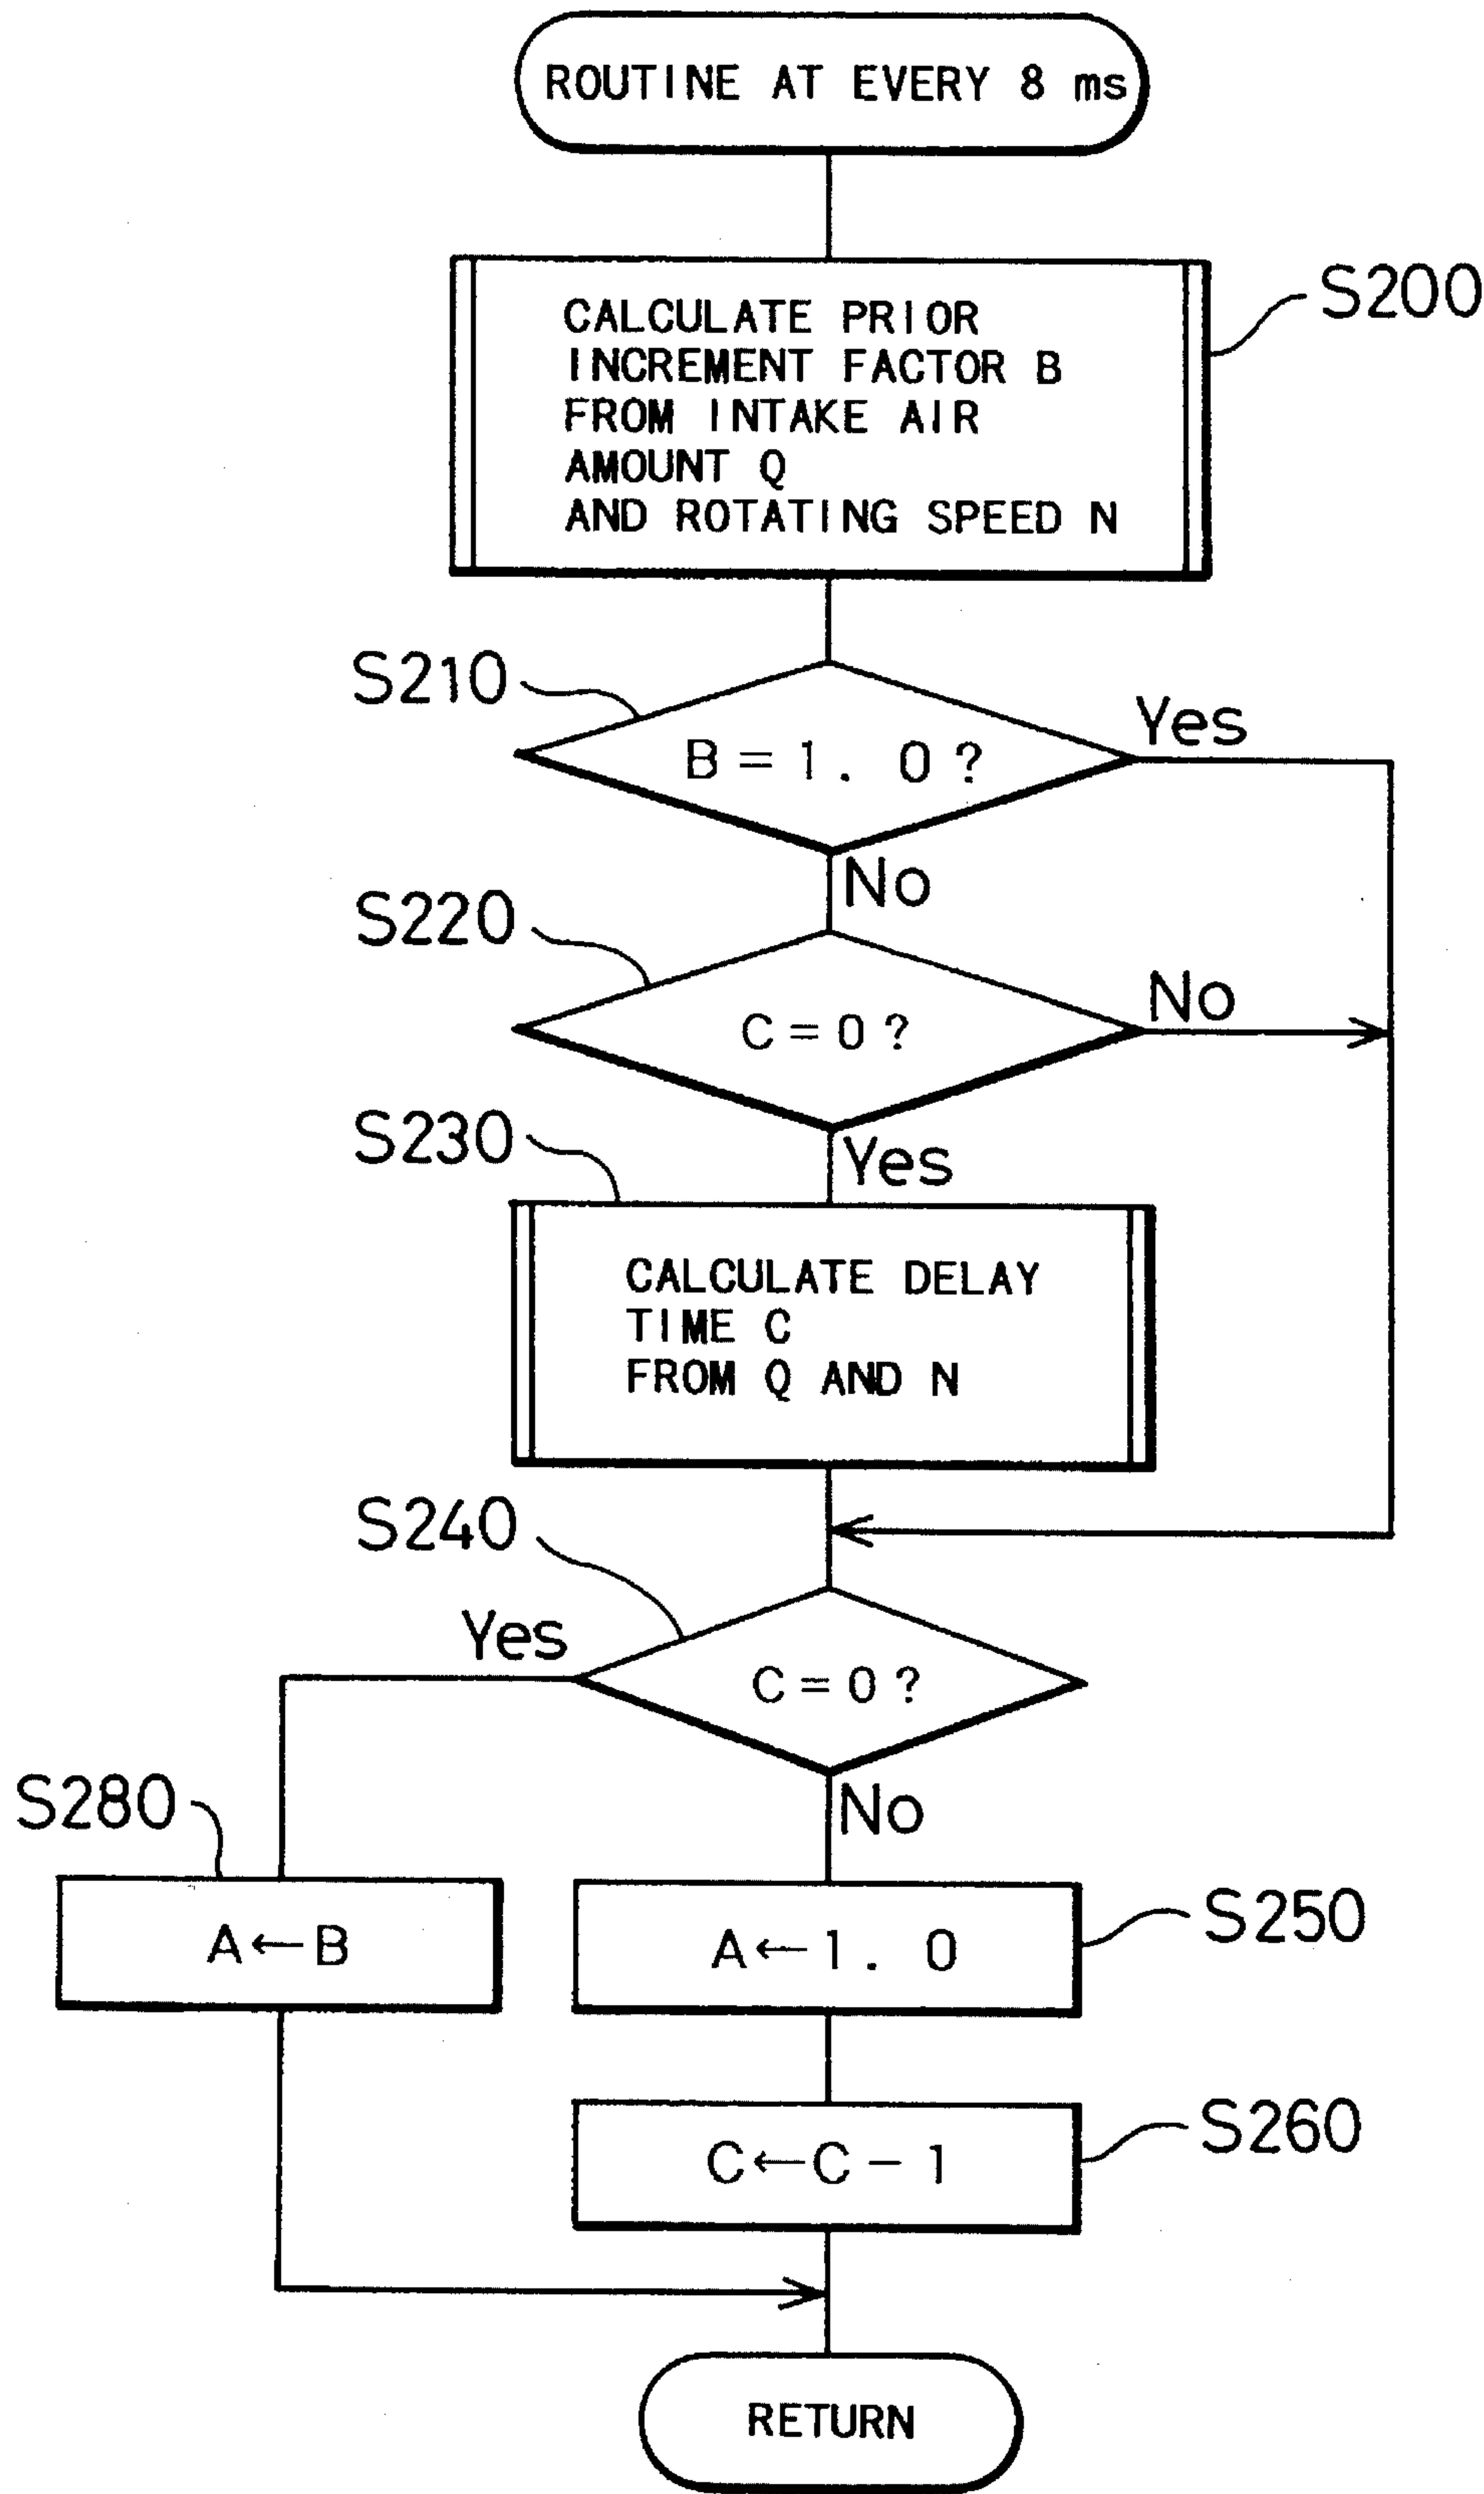 ROUTINE AT EVERY 8 ms
CALCULATE PRIOR
INCREMENT FACTOR B
FROM INTAKE AIR
AMOUNT Q
AND ROTATING SPEED N
S200
S210
B=1. 0?
Yes
No
S220
C=0?
No
Yes
S230
CALCULATE DELAY
TIME C
FROM Q AND N
S240
C=0?
Yes
No
S280
A←B
A←1. 0
S250
C←C-1
S260
RETURN